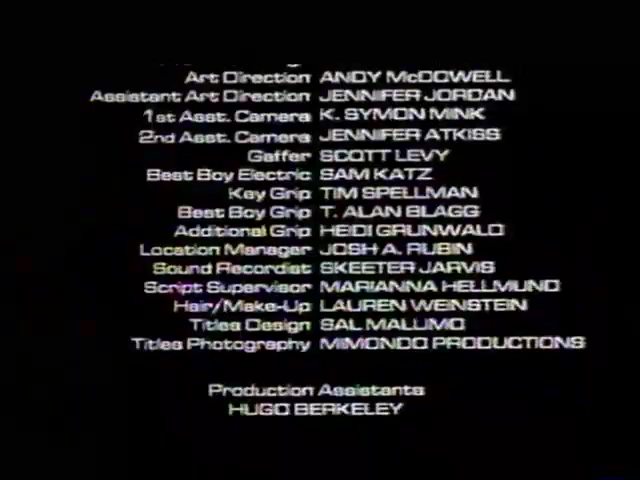 Art Direction ANDY McDOWELL
Assistant Art Direction JENNIFER JORDAN
1st Asst. Camera K. SYMON MINK
2nd Asst. Camera JENNIFER ATKISS
Gaffer SCOTT LEVY
Best Boy Electric SAM KATZ
Key Grip TIM SPELLMAN
Best Boy Grip T. ALAN BLAGG
Additional Grip HEIDI GRUNWALD
Location Manager JOSH A. RUBIN
Sound Recordist SKEETER JARVIS
Script Supervisor MARIANNA HELLMUND
Hair/Make-Up LAUREN WEINSTEIN
Titles Design SAL MALUMO
Titles Photography MIMONDO PRODUCTIONS
Production Assistants
HUGO BERKELEY